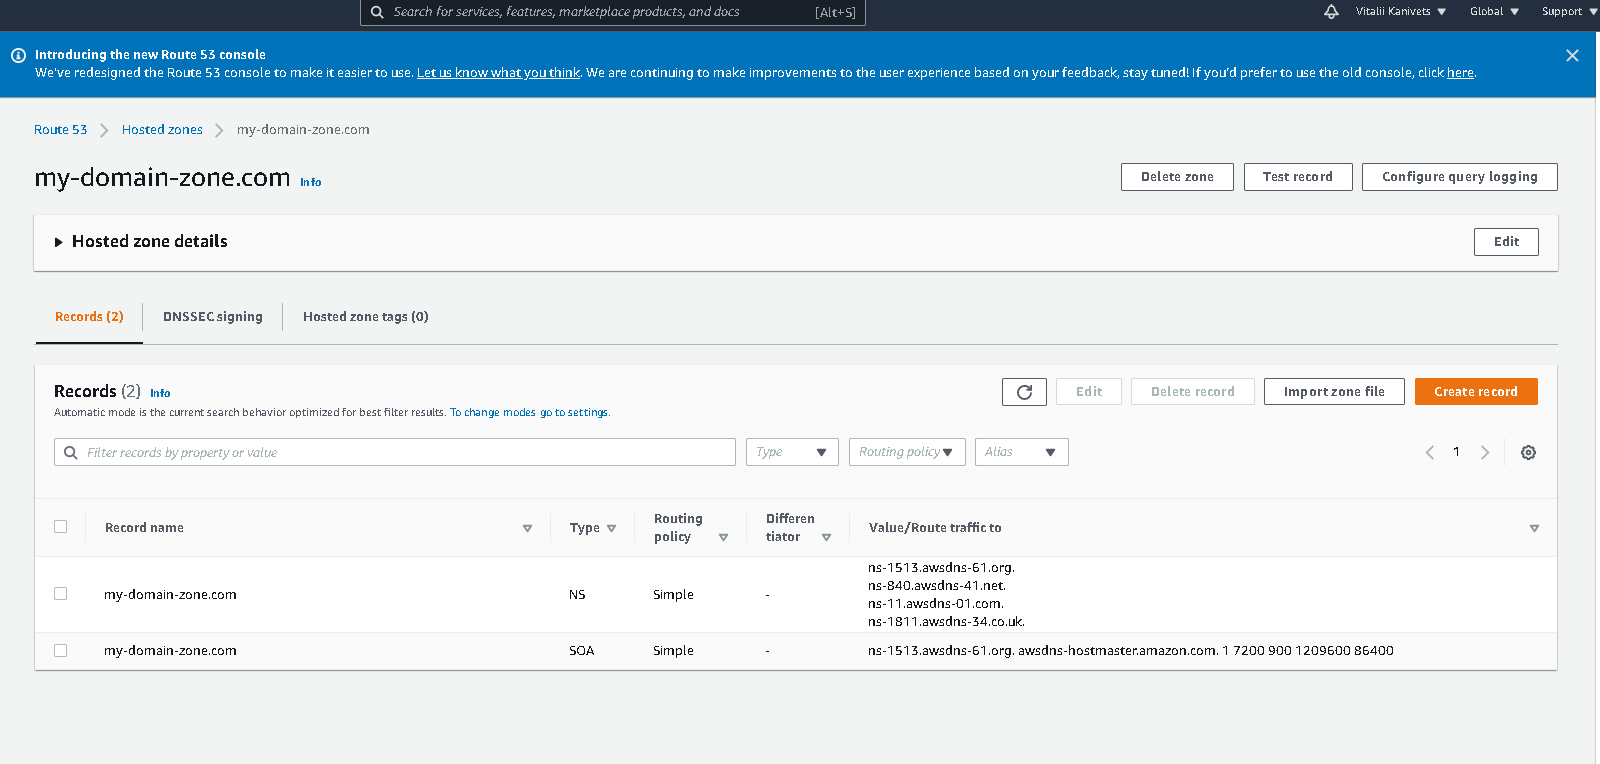 Search for services, features, marketplace products, and docs [Alt+S] Vitalii Kanivets Global Support
Introducing the new Route 53 console
We've redesigned the Route 53 console to make it easier to use. Let us know what you think. We are continuing to make improvements to the user experience based on your feedback, stay tuned! If you'd prefer to use the old console, click here.
Route 53 Hosted zones my-domain-zone.com
my-domain-zone.com Info Delete zone Test record Configure query logging
Hosted zone details Edit
Records (2) DNSSEC signing Hosted zone tags (0)
Records (2) Info Edit Delete record Import zone file Create record
Automatic mode is the current search behavior optimized for best filter results. To change modes go to settings.
Filter records by property or value Type Routing policy Alias 1
Record name Type Routing policy Differen tiator Value/Route traffic to
my-domain-zone.com NS Simple - ns-1513.awsdns-61.org.
ns-840.awsdns-41.net.
ns-11.awsdns-01.com.
ns-1811.awsdns-34.co.uk.
my-domain-zone.com SOA Simple - ns-1513.awsdns-61.org. awsdns-hostmaster.amazon.com. 1 7200 900 1209600 86400